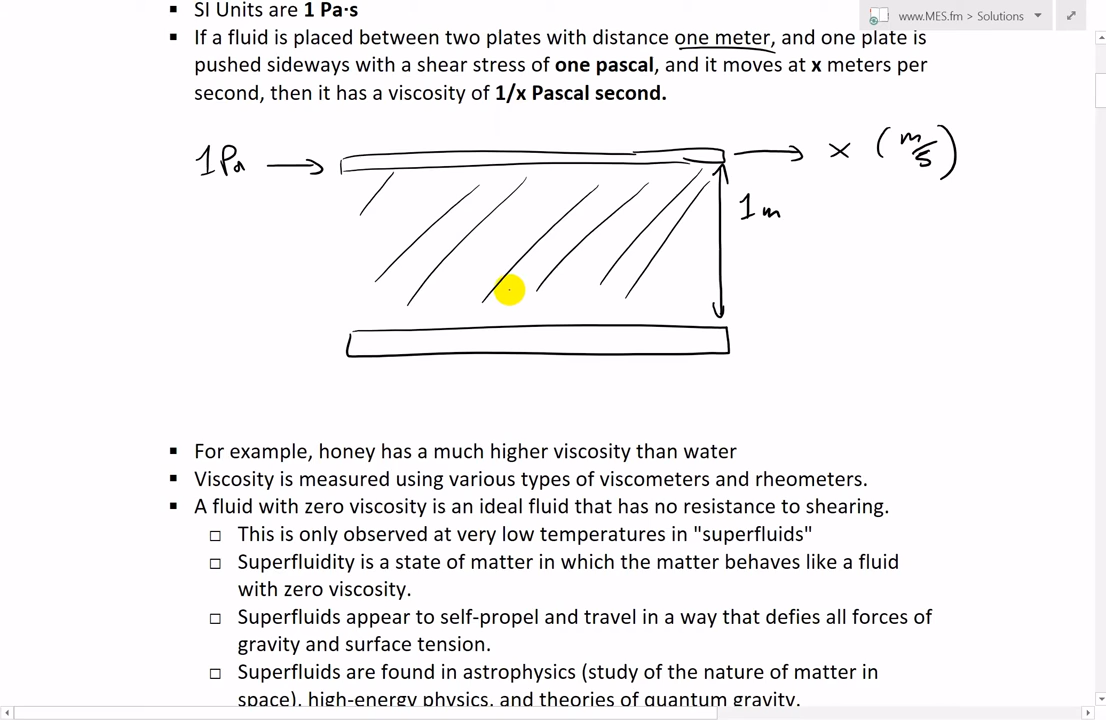 SI Units are 1 Pa·s
www.MES.fm > Solutions
If a fluid is placed between two plates with distance one meter, and one plate is
pushed sideways with a shear stress of one pascal, and it moves at x meters per
second, then it has a viscosity of 1/x Pascal second.
1Pa
x (m/s)
1m
For example, honey has a much higher viscosity than water
Viscosity is measured using various types of viscometers and rheometers.
A fluid with zero viscosity is an ideal fluid that has no resistance to shearing.
This is only observed at very low temperatures in "superfluids"
Superfluidity is a state of matter in which the matter behaves like a fluid
with zero viscosity.
Superfluids appear to self-propel and travel in a way that defies all forces of
gravity and surface tension.
Superfluids are found in astrophysics (study of the nature of matter in
space), high-energy physics, and theories of quantum gravity.